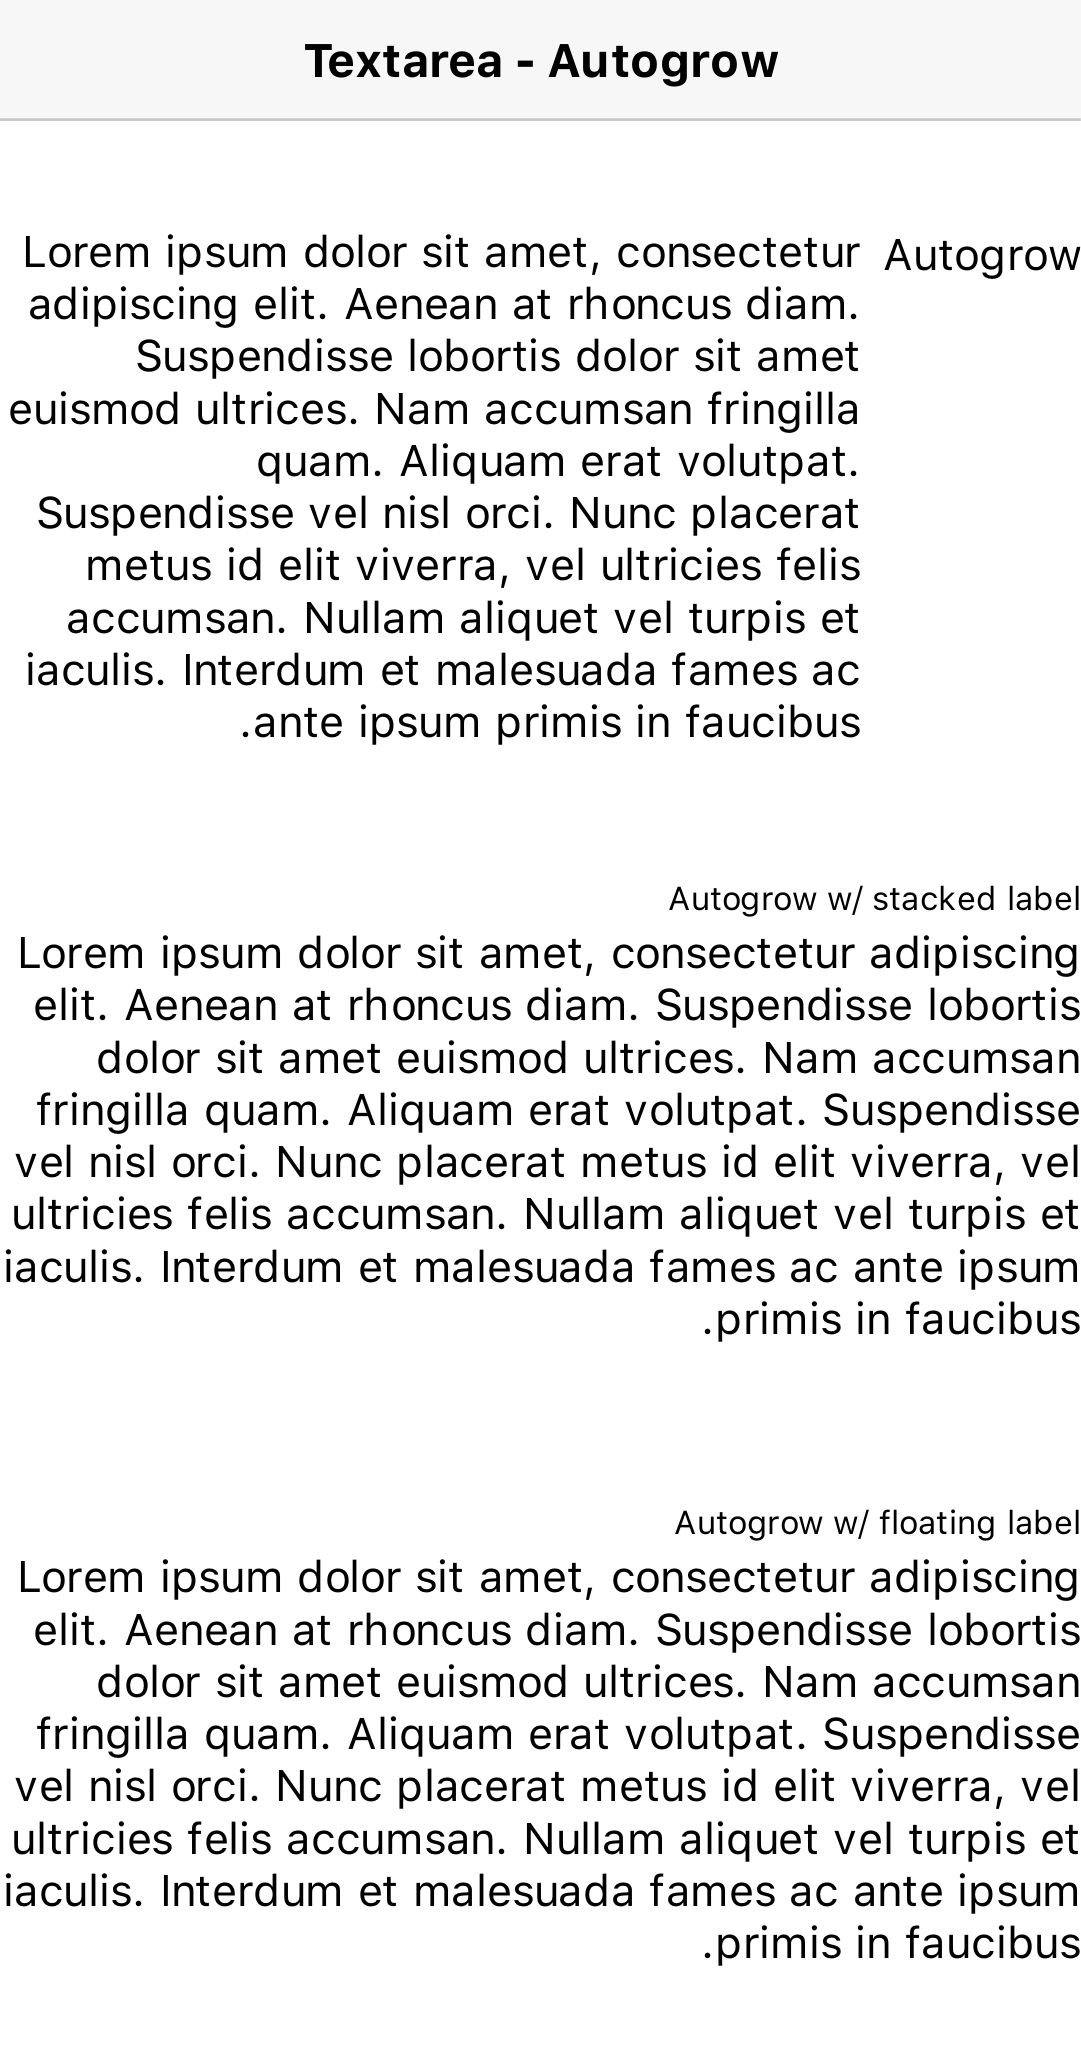 Textarea - Autogrow
Autogrow
Lorem ipsum dolor sit amet, consectetur
adipiscing elit. Aenean at rhoncus diam.
Suspendisse lobortis dolor sit amet
euismod ultrices. Nam accumsan fringilla
quam. Aliquam erat volutpat.
Suspendisse vel nisl orci. Nunc placerat
metus id elit viverra, vel ultricies felis
accumsan. Nullam aliquet vel turpis et
iaculis. Interdum et malesuada fames ac
.ante ipsum primis in faucibus
Autogrow w/ stacked label
Lorem ipsum dolor sit amet, consectetur adipiscing
elit. Aenean at rhoncus diam. Suspendisse lobortis
dolor sit amet euismod ultrices. Nam accumsan
fringilla quam. Aliquam erat volutpat. Suspendisse
vel nisl orci. Nunc placerat metus id elit viverra, vel
ultricies felis accumsan. Nullam aliquet vel turpis et
iaculis. Interdum et malesuada fames ac ante ipsum
.primis in faucibus
Autogrow w/ floating label
Lorem ipsum dolor sit amet, consectetur adipiscing
elit. Aenean at rhoncus diam. Suspendisse lobortis
dolor sit amet euismod ultrices. Nam accumsan
fringilla quam. Aliquam erat volutpat. Suspendisse
vel nisl orci. Nunc placerat metus id elit viverra, vel
ultricies felis accumsan. Nullam aliquet vel turpis et
iaculis. Interdum et malesuada fames ac ante ipsum
.primis in faucibus